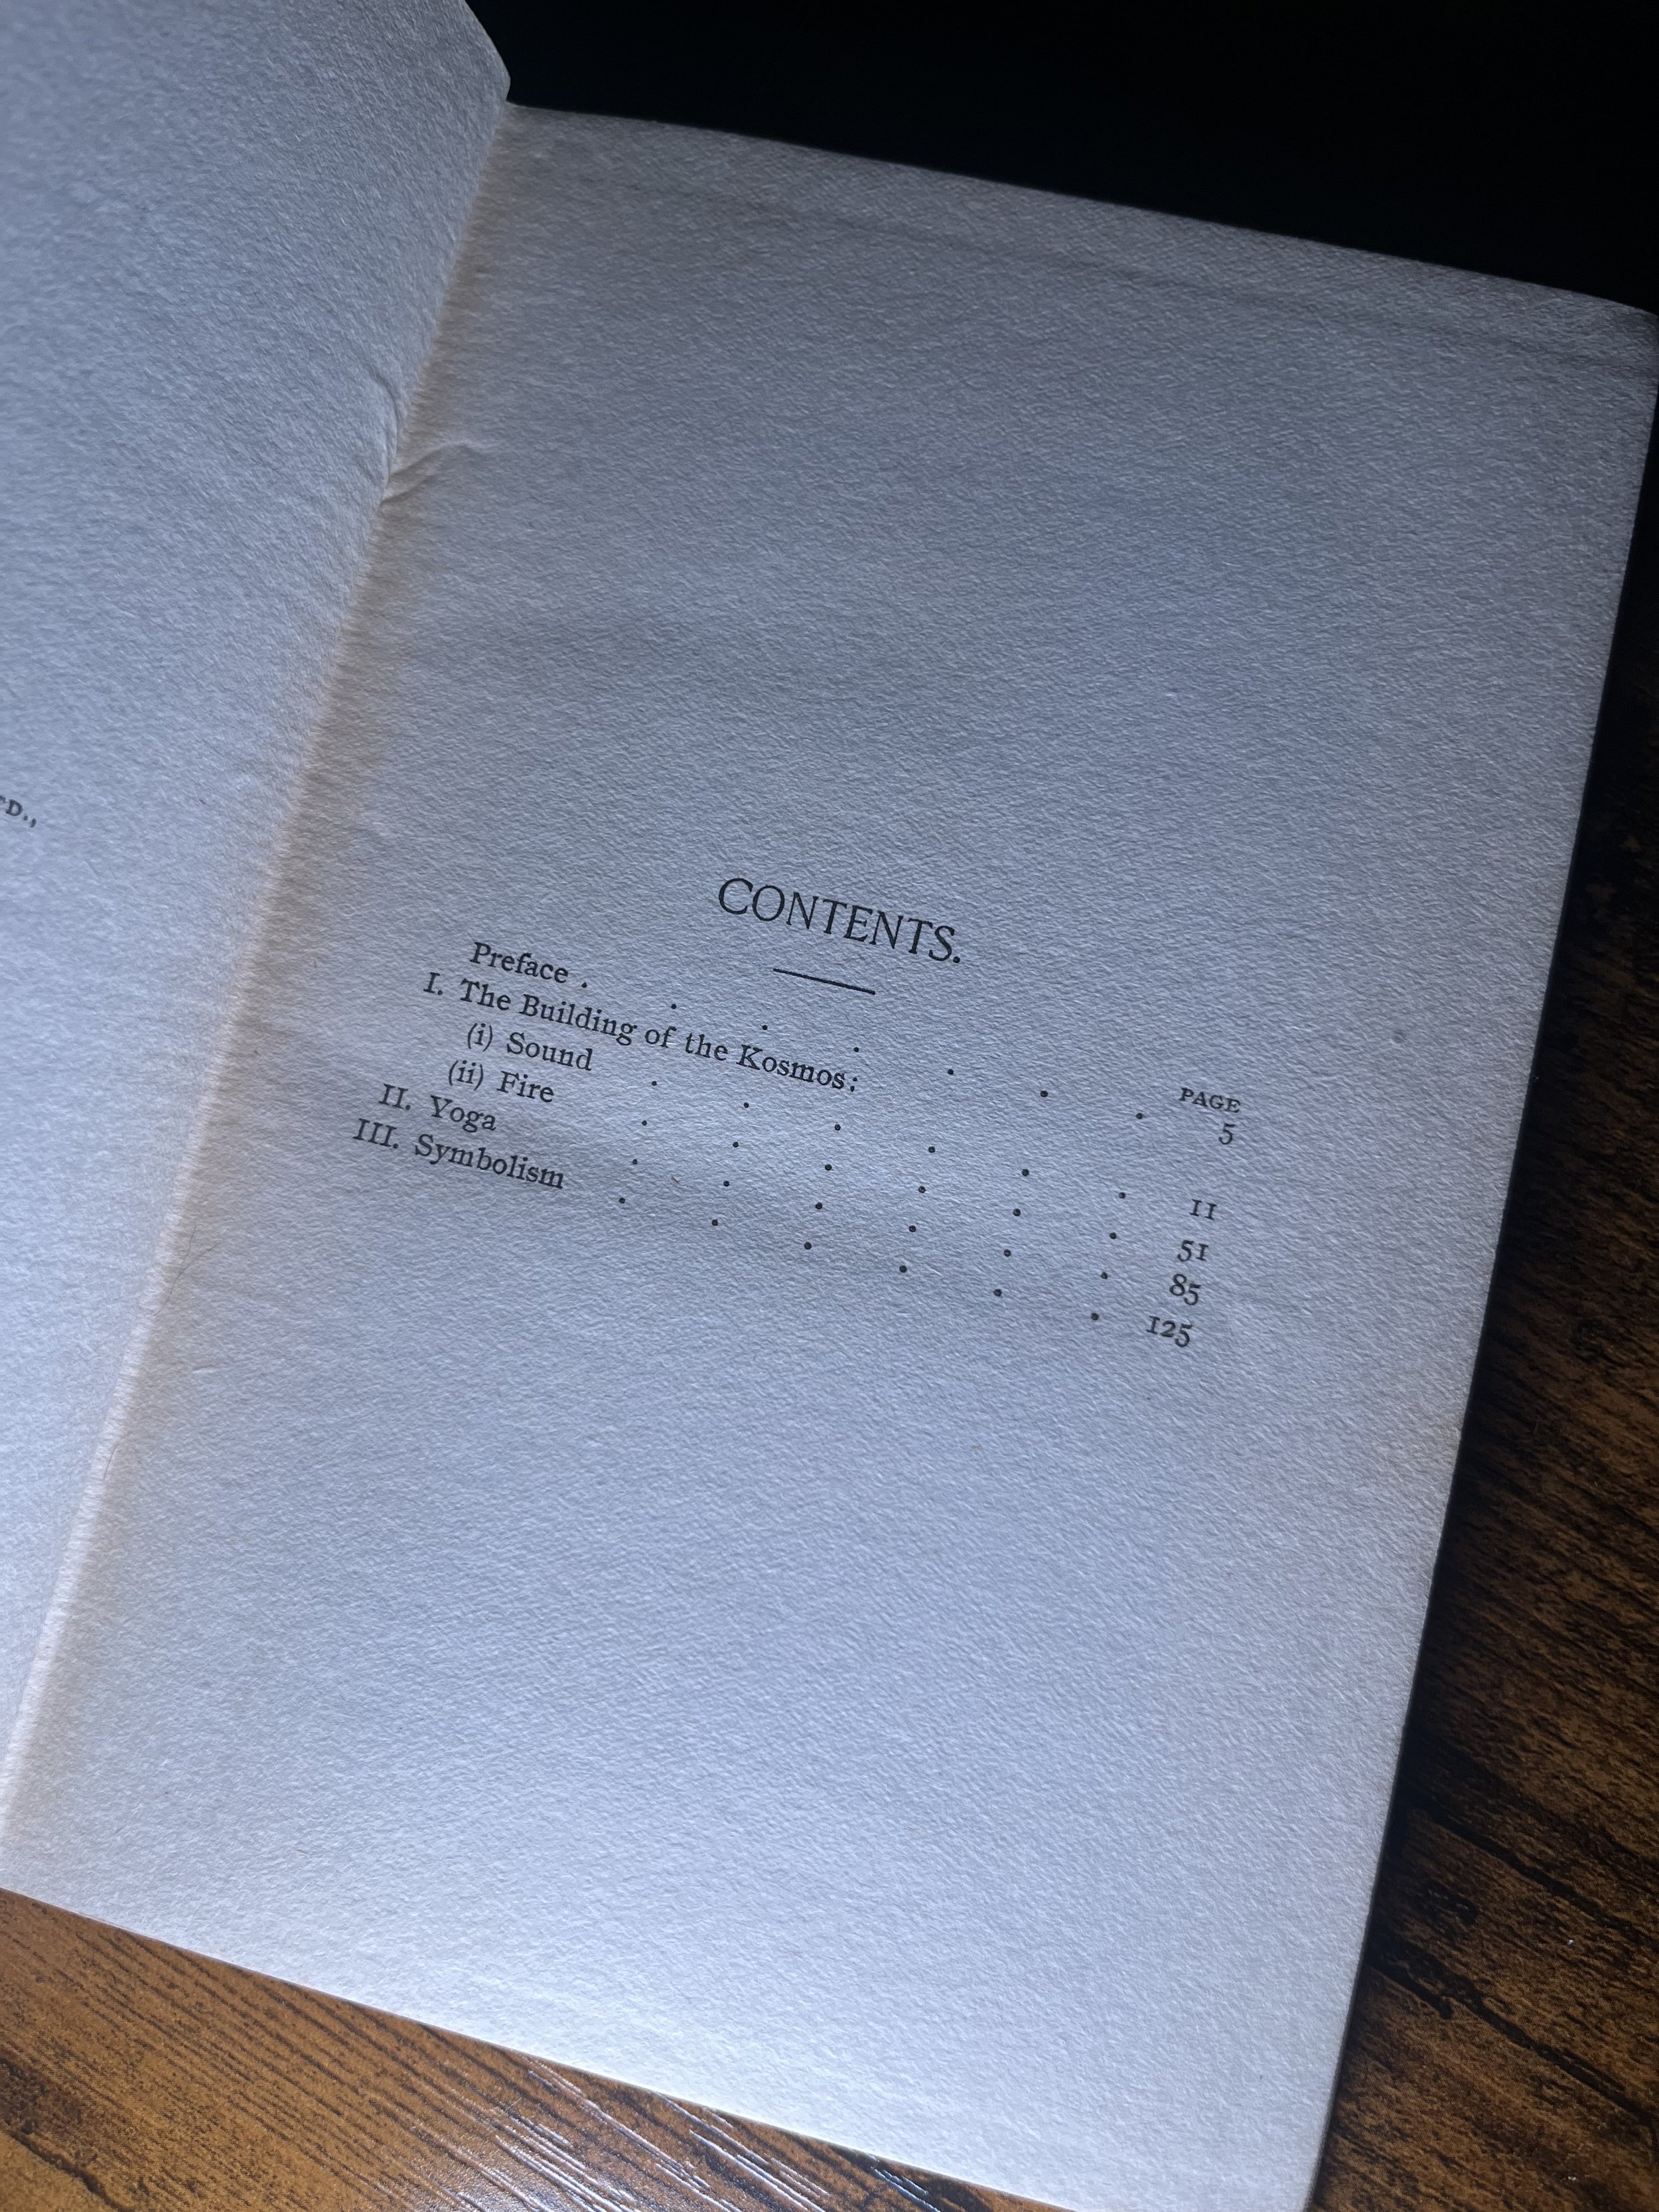 TD.,
CONTENTS.
PAGE
Preface . . . . . . . 5
I. The Building of the Kosmos:
(i) Sound . . . . . . 11
(ii) Fire . . . . . . 51
II. Yoga . . . . . . 85
III. Symbolism . . . . . . 125